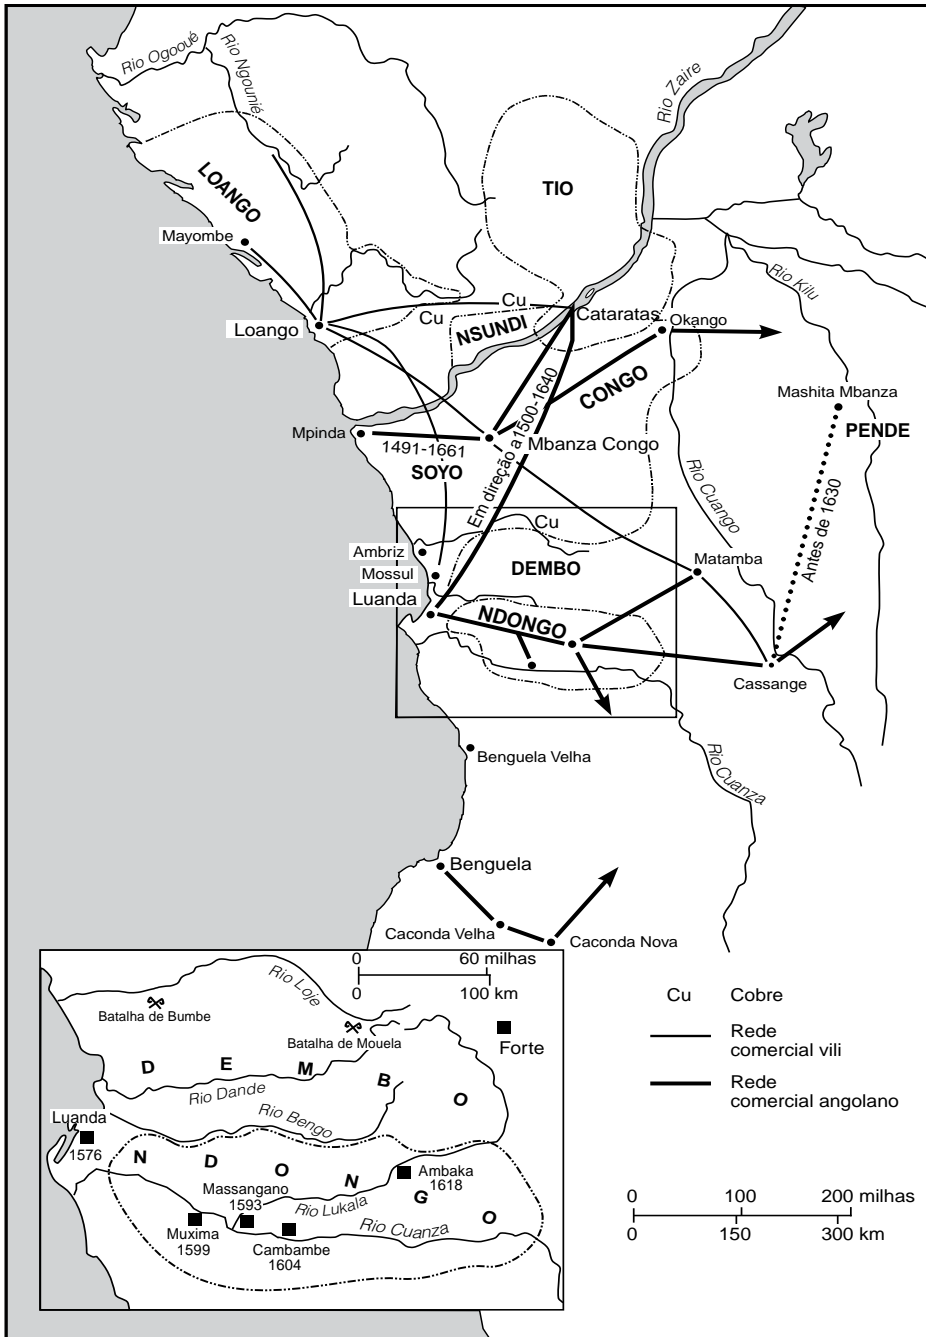 Rio Ogooué
Rio Ngounié
Rio Zaire
TIO
LOANGO
Mayombe
Rio Kilu
Cu
Loango
Cu
NSUNDI
Cataratas
Okango
CONGO
Mashita Mbanza
PENDE
Mpinda
1491-1661
Mbanza Congo
SOYO
Em direção a 1500-1640
Rio Cuango
Antes de 1630
Cu
Ambriz
DEMBO
Matamba
Mossul
Luanda
NDONGO
Cassange
Benguela Velha
Rio Cuanza
Benguela
Caconda Velha
Caconda Nova
0 60 milhas
0 100 km
Rio Loje
Batalha de Bumbe
Batalha de Mouela
Forte
D E M B O
Rio Dande
Rio Bengo
Luanda
1576
N D O N G O
Ambaka
1618
Massangano
1593
Rio Lukala
Muxima
1599
Rio Cuanza
Cambambe
1604
Cu Cobre
Rede
comercial vili
Rede
comercial angolano
0 100 200 milhas
0 150 300 km